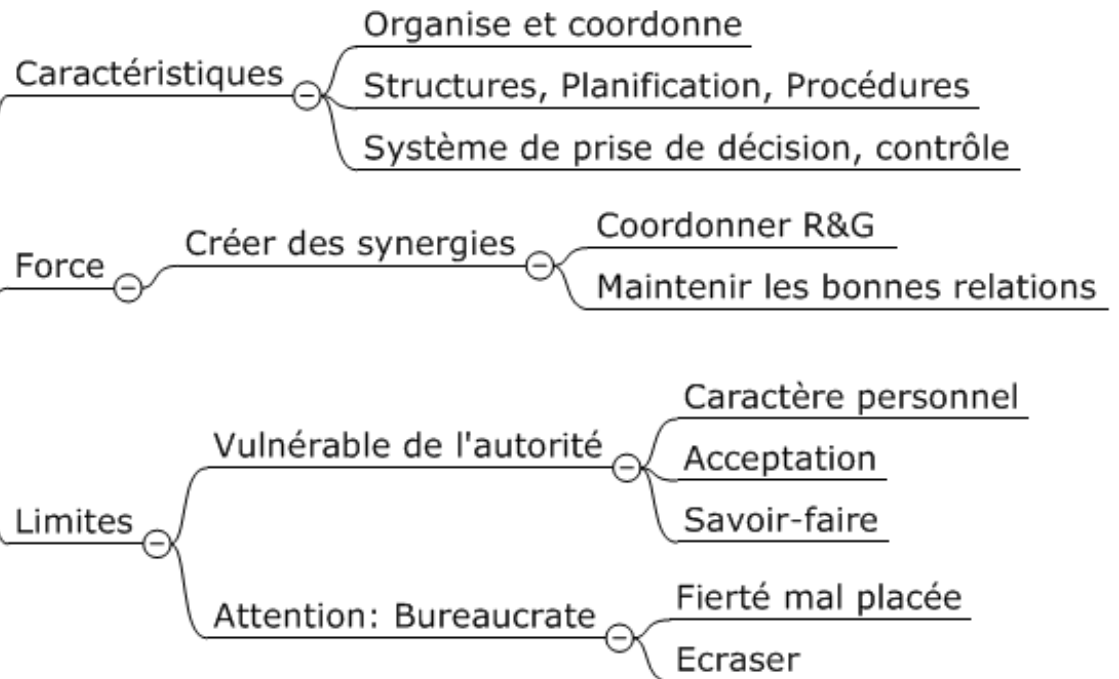 Caractéristiques
Organise et coordonne
Structures, Planification, Procédures
Système de prise de décision, contrôle
Force
Créer des synergies
Coordonner R&G
Maintenir les bonnes relations
Limites
Vulnérable de l'autorité
Caractère personnel
Acceptation
Savoir-faire
Attention: Bureaucrate
Fierté mal placée
Ecraser